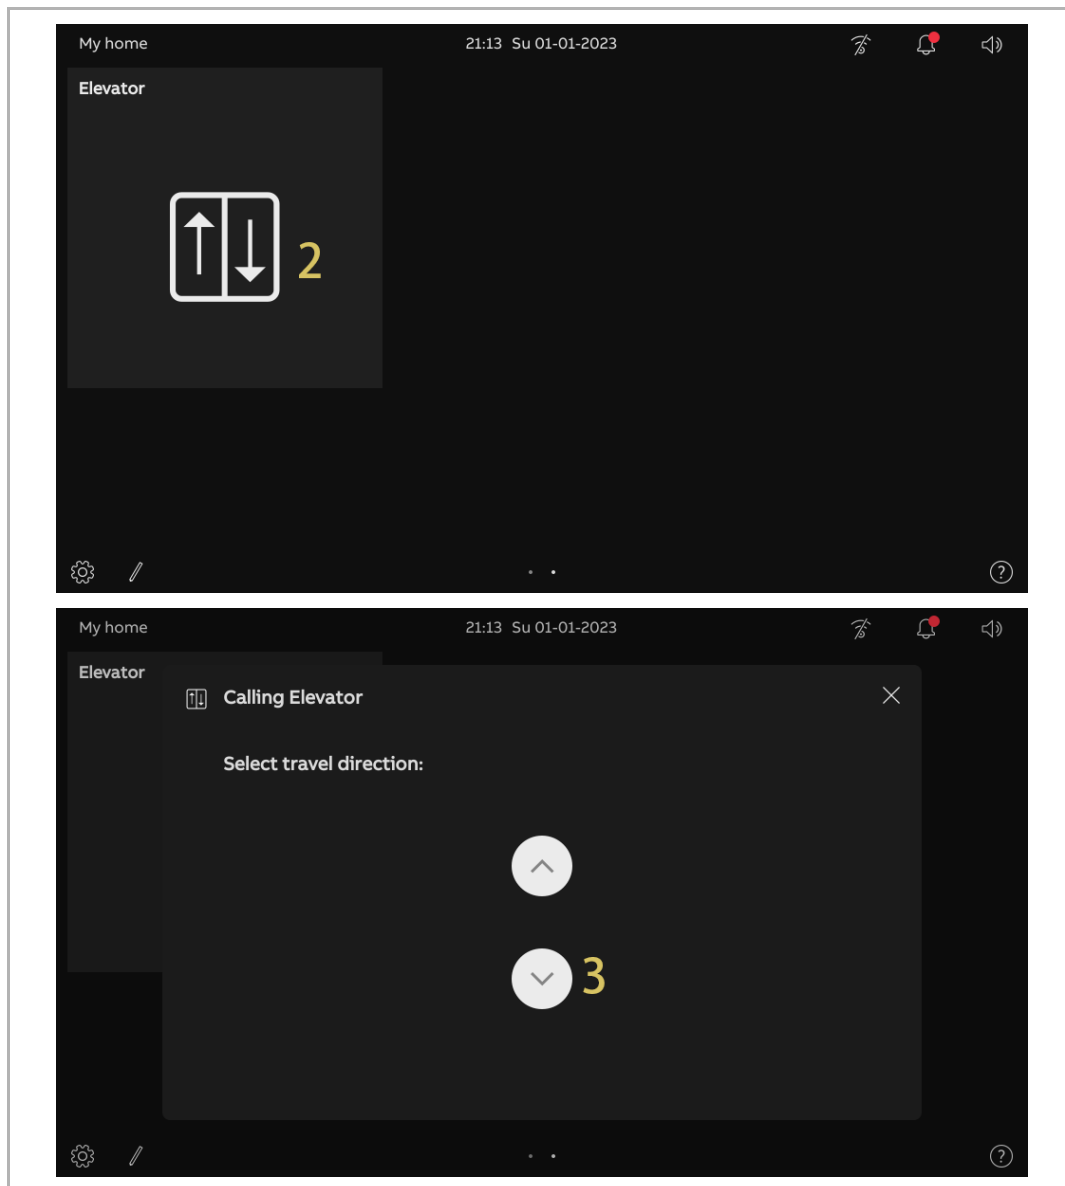 My home 21:13 Su 01-01-2023
Elevator
2
?
My home 21:13 Su 01-01-2023
Elevator
Calling Elevator
Select travel direction:
3
?